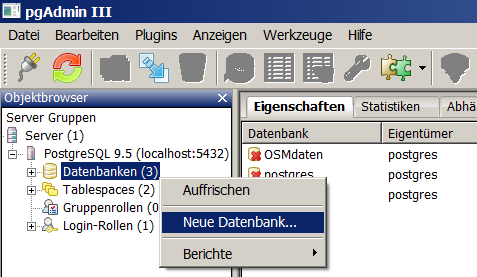 pgAdmin III
Datei Bearbeiten Plugins Anzeigen Werkzeuge Hilfe
Objektbrowser
Server Gruppen
Server (1)
PostgreSQL 9.5 (localhost:5432)
Datenbanken (3)
Tablespaces (2)
Gruppenrollen (0
Login-Rollen (1)
Auffrischen
Neue Datenbank...
Berichte
Eigenschaften Statistiken Abhä
Datenbank Eigentümer
OSMdaten postgres
postgres postgres
postgres